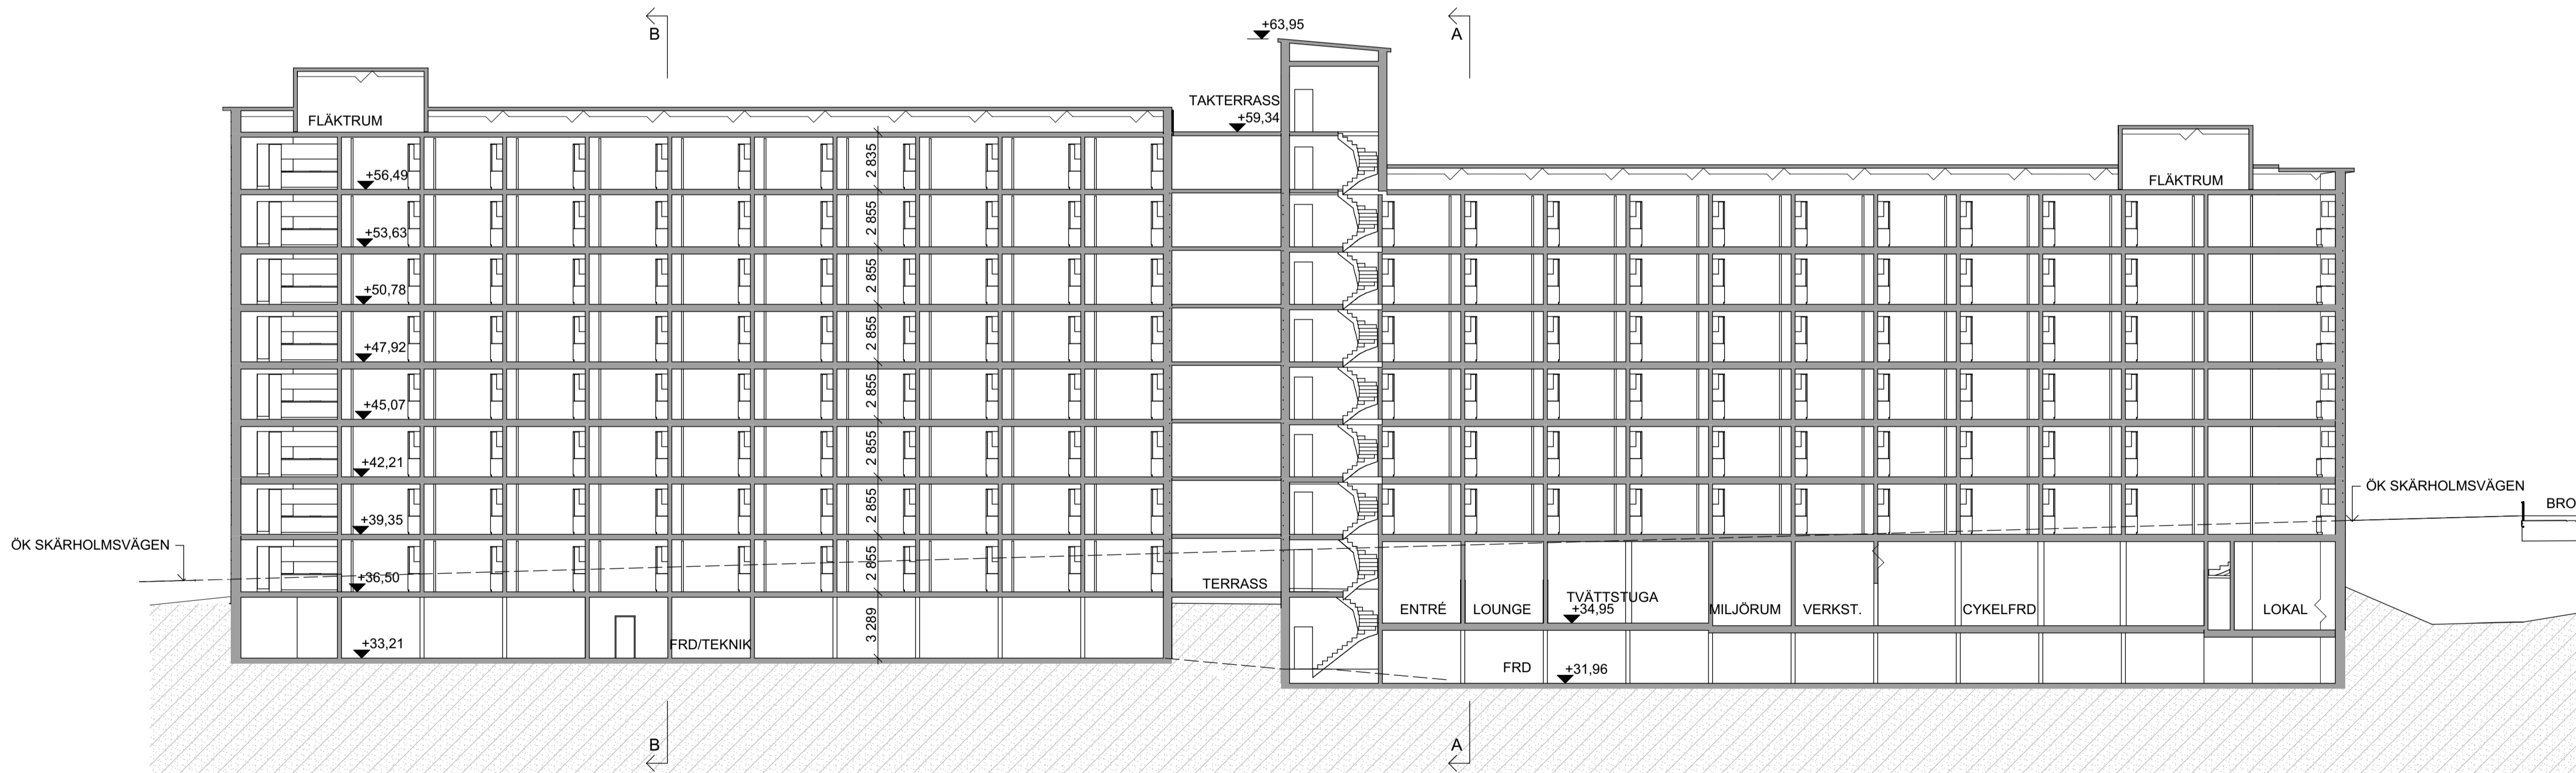 B
A
+63,95
TAKTERRASS
+59,34
FLÄKTRUM
FLÄKTRUM
2 835
+56,49
2 855
+53,63
2 855
+50,78
2 855
+47,92
2 855
+45,07
2 855
+42,21
2 855
+39,35
ÖK SKÄRHOLMSVÄGEN
BRO
ÖK SKÄRHOLMSVÄGEN
2 855
+36,50
TERRASS
ENTRÉ
LOUNGE
TVÄTTSTUGA
+34,95
MILJÖRUM
VERKST.
CYKELFRD
LOKAL
3 289
+33,21
FRD/TEKNIK
FRD
+31,96
B
A